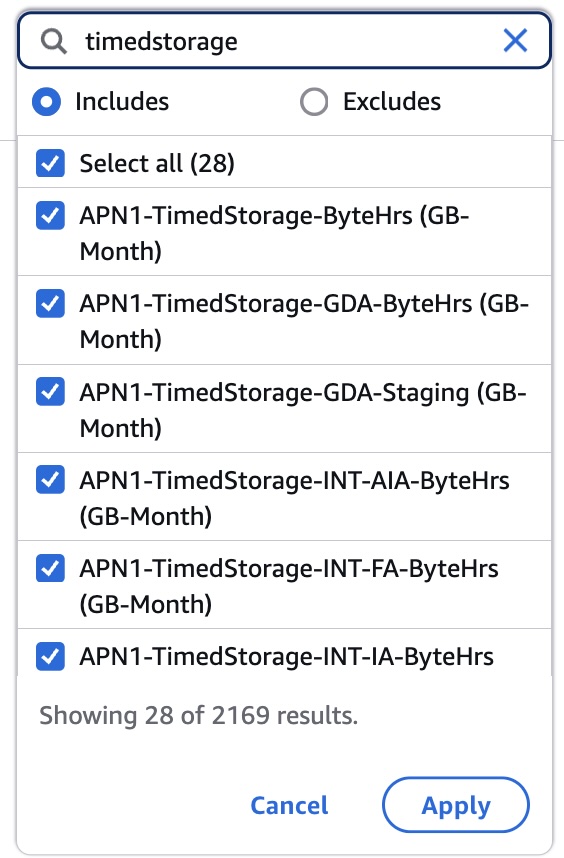 timedstorage
Includes
Excludes
Select all (28)
APN1-TimedStorage-ByteHrs (GB-
Month)
APN1-TimedStorage-GDA-ByteHrs (GB-
Month)
APN1-TimedStorage-GDA-Staging (GB-
Month)
APN1-TimedStorage-INT-AIA-ByteHrs
(GB-Month)
APN1-TimedStorage-INT-FA-ByteHrs
(GB-Month)
APN1-TimedStorage-INT-IA-ByteHrs
Showing 28 of 2169 results.
Cancel
Apply